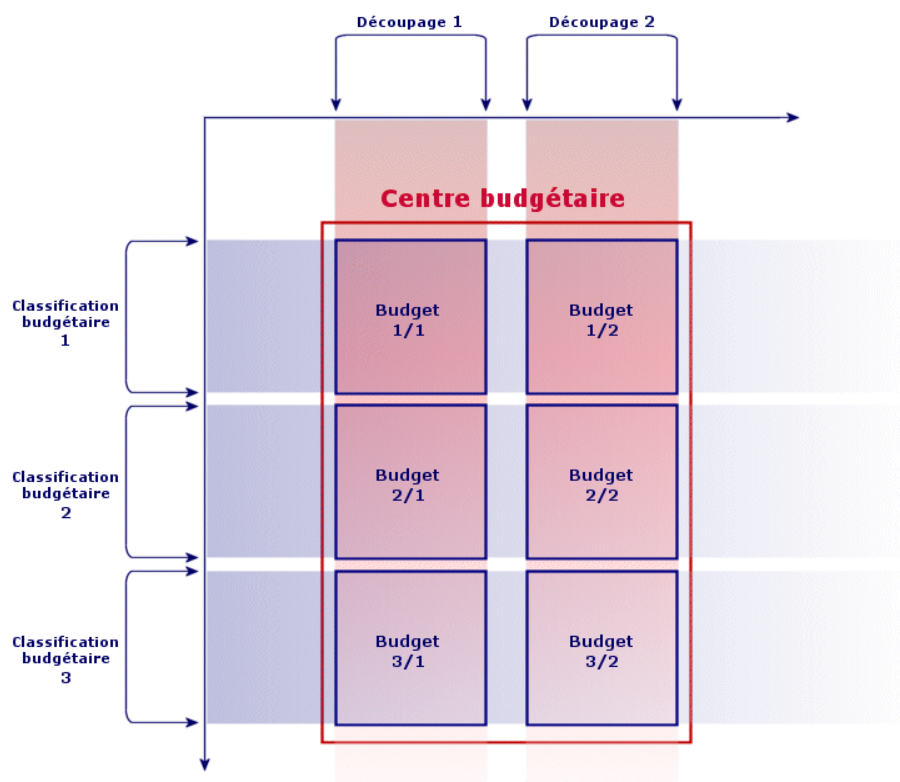 Découpage 1
Découpage 2
Centre budgétaire
Classification
budgétaire
1
Budget
1/1
Budget
1/2
Classification
budgétaire
2
Budget
2/1
Budget
2/2
Classification
budgétaire
3
Budget
3/1
Budget
3/2